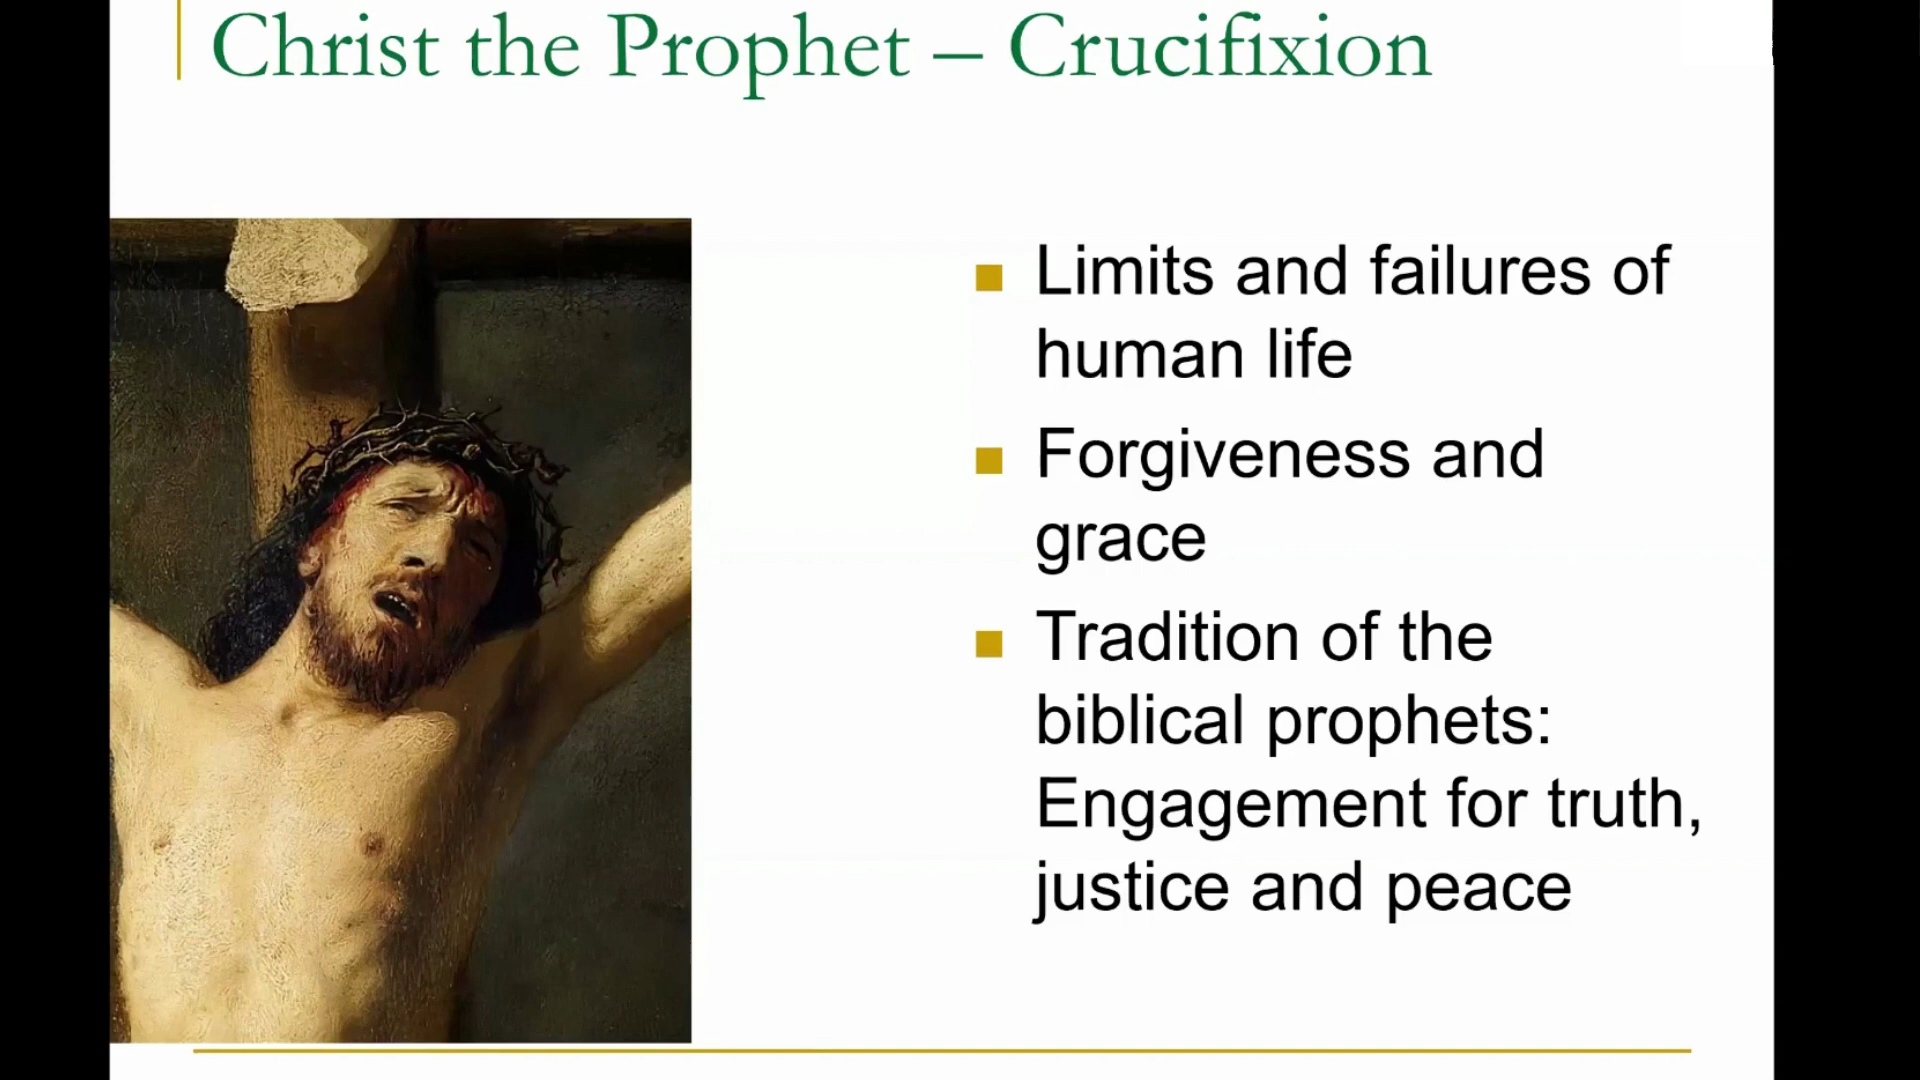 Christ the Prophet – Crucifixion
Limits and failures of
human life
Forgiveness and
grace
Tradition of the
biblical prophets:
Engagement for truth,
justice and peace